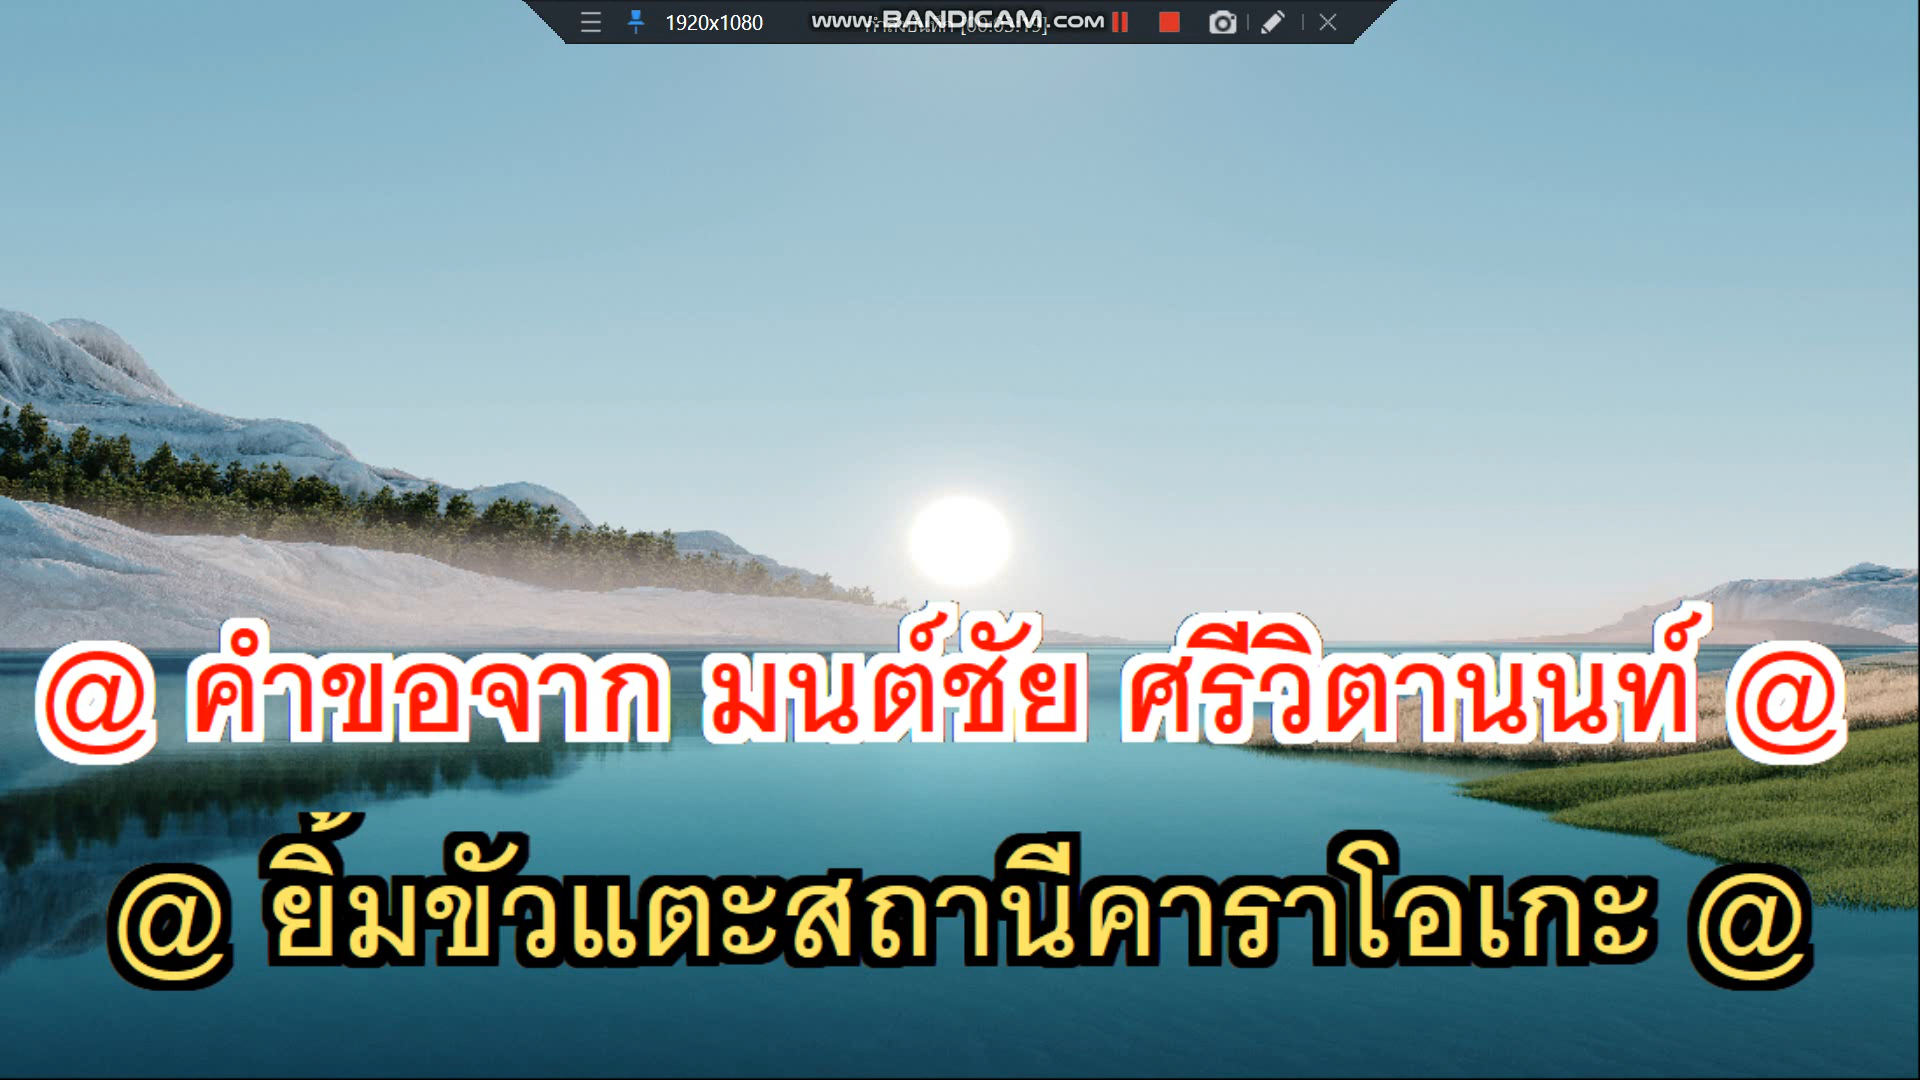 1920x1080 www.BANDICAM.com
@ คำขอจาก มนต์ชัย ศรีวิตานนท์ @
@ ยิ้มขัวแตะสถานีคาราโอเกะ @